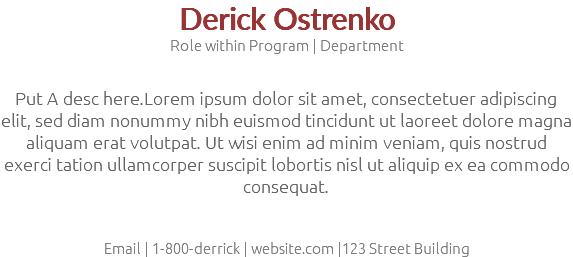 Derick Ostrenko
Role within Program | Department
Put A desc here.Lorem ipsum dolor sit amet, consectetuer adipiscing
elit, sed diam nonummy nibh euismod tincidunt ut laoreet dolore magna
aliquam erat volutpat. Ut wisi enim ad minim veniam, quis nostrud
exerci tation ullamcorper suscipit lobortis nisl ut aliquip ex ea commodo
consequat.
Email | 1-800-derrick | website.com |123 Street Building